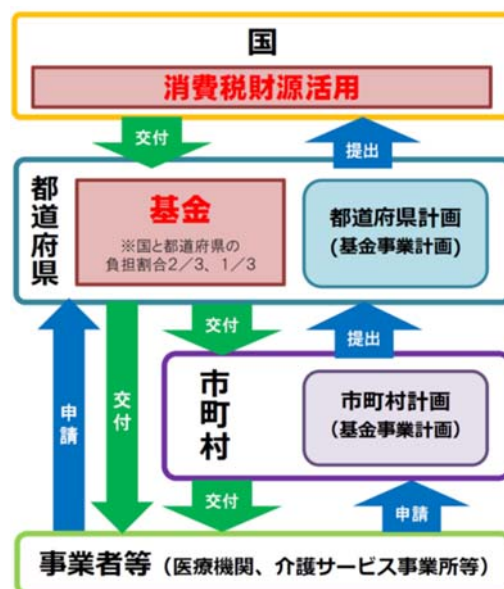 国
消費税財源活用
交付
提出
都道府県
基金
※国と都道府県の
負担割合2／3、1／3
都道府県計画
(基金事業計画)
交付
提出
申請
交付
市町村
市町村計画
（基金事業計画）
交付
申請
事業者等（医療機関、介護サービス事業所等）